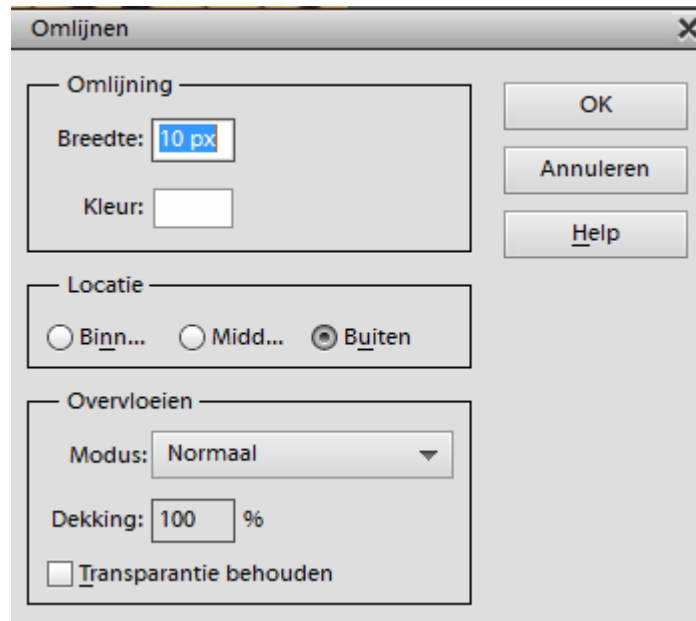 Omlijnen
Omlijning
Breedte: 10 px
Kleur:
OK
Annuleren
Help
Locatie
Binn... Midd... Buiten
Overvloeien
Modus: Normaal
Dekking: 100 %
Transparantie behouden